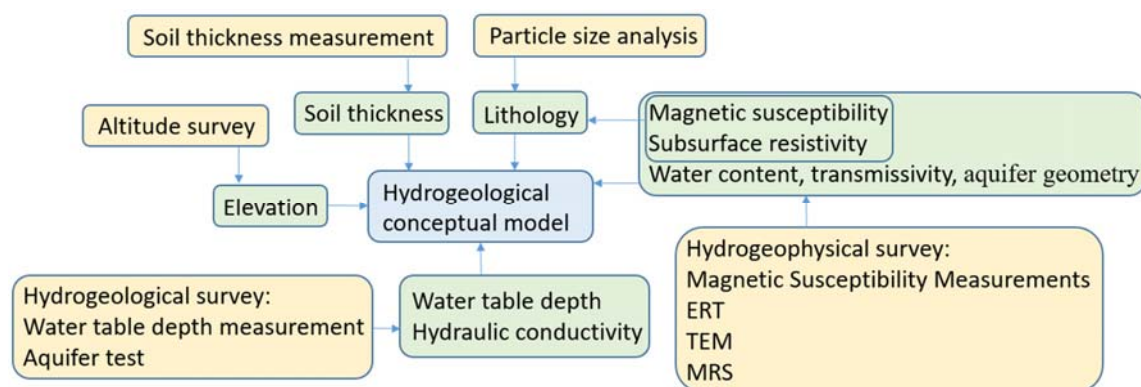 Soil thickness measurement
Particle size analysis
Altitude survey
Soil thickness
Lithology
Magnetic susceptibility
Subsurface resistivity
Water content, transmissivity, aquifer geometry
Elevation
Hydrogeological
conceptual model
Hydrogeological survey:
Water table depth measurement
Aquifer test
Water table depth
Hydraulic conductivity
Hydrogeophysical survey:
Magnetic Susceptibility Measurements
ERT
TEM
MRS